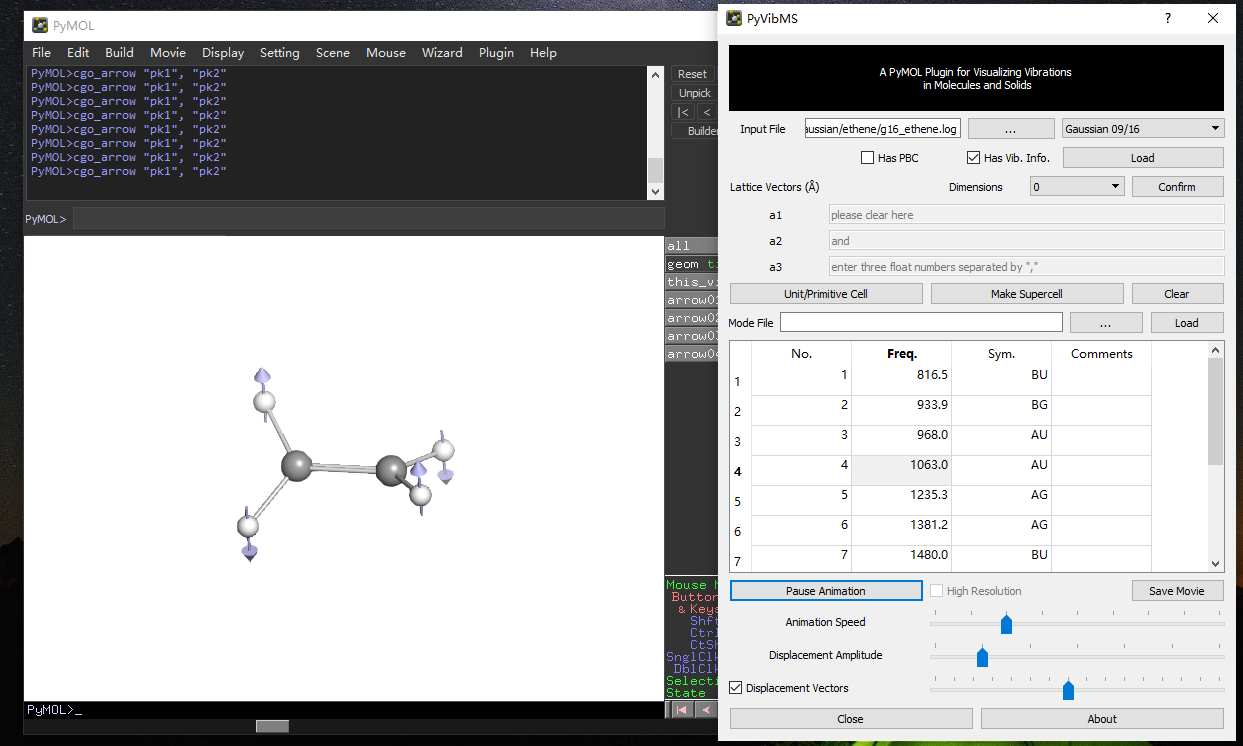 PyMOL
File Edit Build Movie Display Setting Scene Mouse Wizard Plugin Help
PyMOL>cgo_arrow "pk1", "pk2"
PyMOL>cgo_arrow "pk1", "pk2"
PyMOL>cgo_arrow "pk1", "pk2"
PyMOL>cgo_arrow "pk1", "pk2"
PyMOL>cgo_arrow "pk1", "pk2"
PyMOL>cgo_arrow "pk1", "pk2"
PyMOL>cgo_arrow "pk1", "pk2"
PyMOL>cgo_arrow "pk1", "pk2"
Reset
Unpick
|< <
Builder
PyMOL>
all
geom
arrow0
arrow0
arrow0
arrow0
Mouse
Button
& Keys
Shft
Ctrl
CtSh
SnglClk
DblClk
Selecti
State
PyMOL>_
PyVibMS
? ×
A PyMOL Plugin for Visualizing Vibrations
in Molecules and Solids
Input File ussian/ethene/g16_ethene.log ... Gaussian 09/16
Has PBC Has Vib. Info. Load
Lattice Vectors (Å) Dimensions 0 Confirm
a1 please clear here
a2 and
a3 enter three float numbers separated by ","
Unit/Primitive Cell Make Supercell Clear
Mode File ... Load
No. Freq. Sym. Comments
1 1 816.5 BU
2 2 933.9 BG
3 3 968.0 AU
4 4 1063.0 AU
5 5 1235.3 AG
6 6 1381.2 AG
7 7 1480.0 BU
Pause Animation High Resolution Save Movie
Animation Speed
Displacement Amplitude
Displacement Vectors
Close About